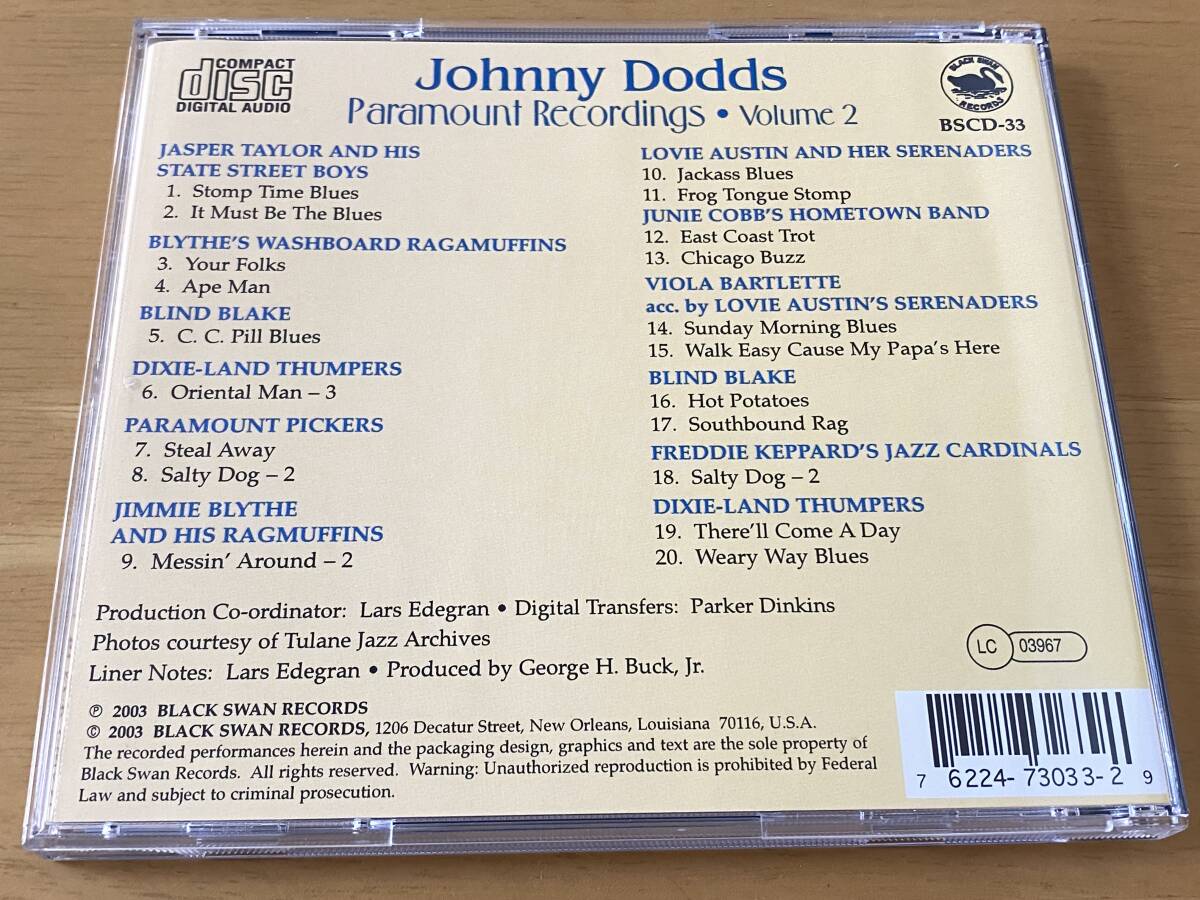 COMPACT
disc
DIGITAL AUDIO
Johnny Dodds
Paramount Recordings • Volume 2
BLACK SWAN
RECORDS
BSCD-33
JASPER TAYLOR AND HIS
STATE STREET BOYS
1. Stomp Time Blues
2. It Must Be The Blues
BLYTHE'S WASHBOARD RAGAMUFFINS
3. Your Folks
4. Ape Man
BLIND BLAKE
5. C. C. Pill Blues
DIXIE-LAND THUMPERS
6. Oriental Man – 3
PARAMOUNT PICKERS
7. Steal Away
8. Salty Dog – 2
JIMMIE BLYTHE
AND HIS RAGMUFFINS
9. Messin' Around – 2
LOVIE AUSTIN AND HER SERENADERS
10. Jackass Blues
11. Frog Tongue Stomp
JUNIE COBB'S HOMETOWN BAND
12. East Coast Trot
13. Chicago Buzz
VIOLA BARTLETTE
acc. by LOVIE AUSTIN'S SERENADERS
14. Sunday Morning Blues
15. Walk Easy Cause My Papa's Here
BLIND BLAKE
16. Hot Potatoes
17. Southbound Rag
FREDDIE KEPPARD'S JAZZ CARDINALS
18. Salty Dog – 2
DIXIE-LAND THUMPERS
19. There'll Come A Day
20. Weary Way Blues
Production Co-ordinator: Lars Edegran • Digital Transfers: Parker Dinkins
Photos courtesy of Tulane Jazz Archives
Liner Notes: Lars Edegran • Produced by George H. Buck, Jr.
LC 03967
℗ 2003 BLACK SWAN RECORDS
© 2003 BLACK SWAN RECORDS, 1206 Decatur Street, New Orleans, Louisiana 70116, U.S.A.
The recorded performances herein and the packaging design, graphics and text are the sole property of
Black Swan Records. All rights reserved. Warning: Unauthorized reproduction is prohibited by Federal
Law and subject to criminal prosecution.
7 6224-73033-2 9